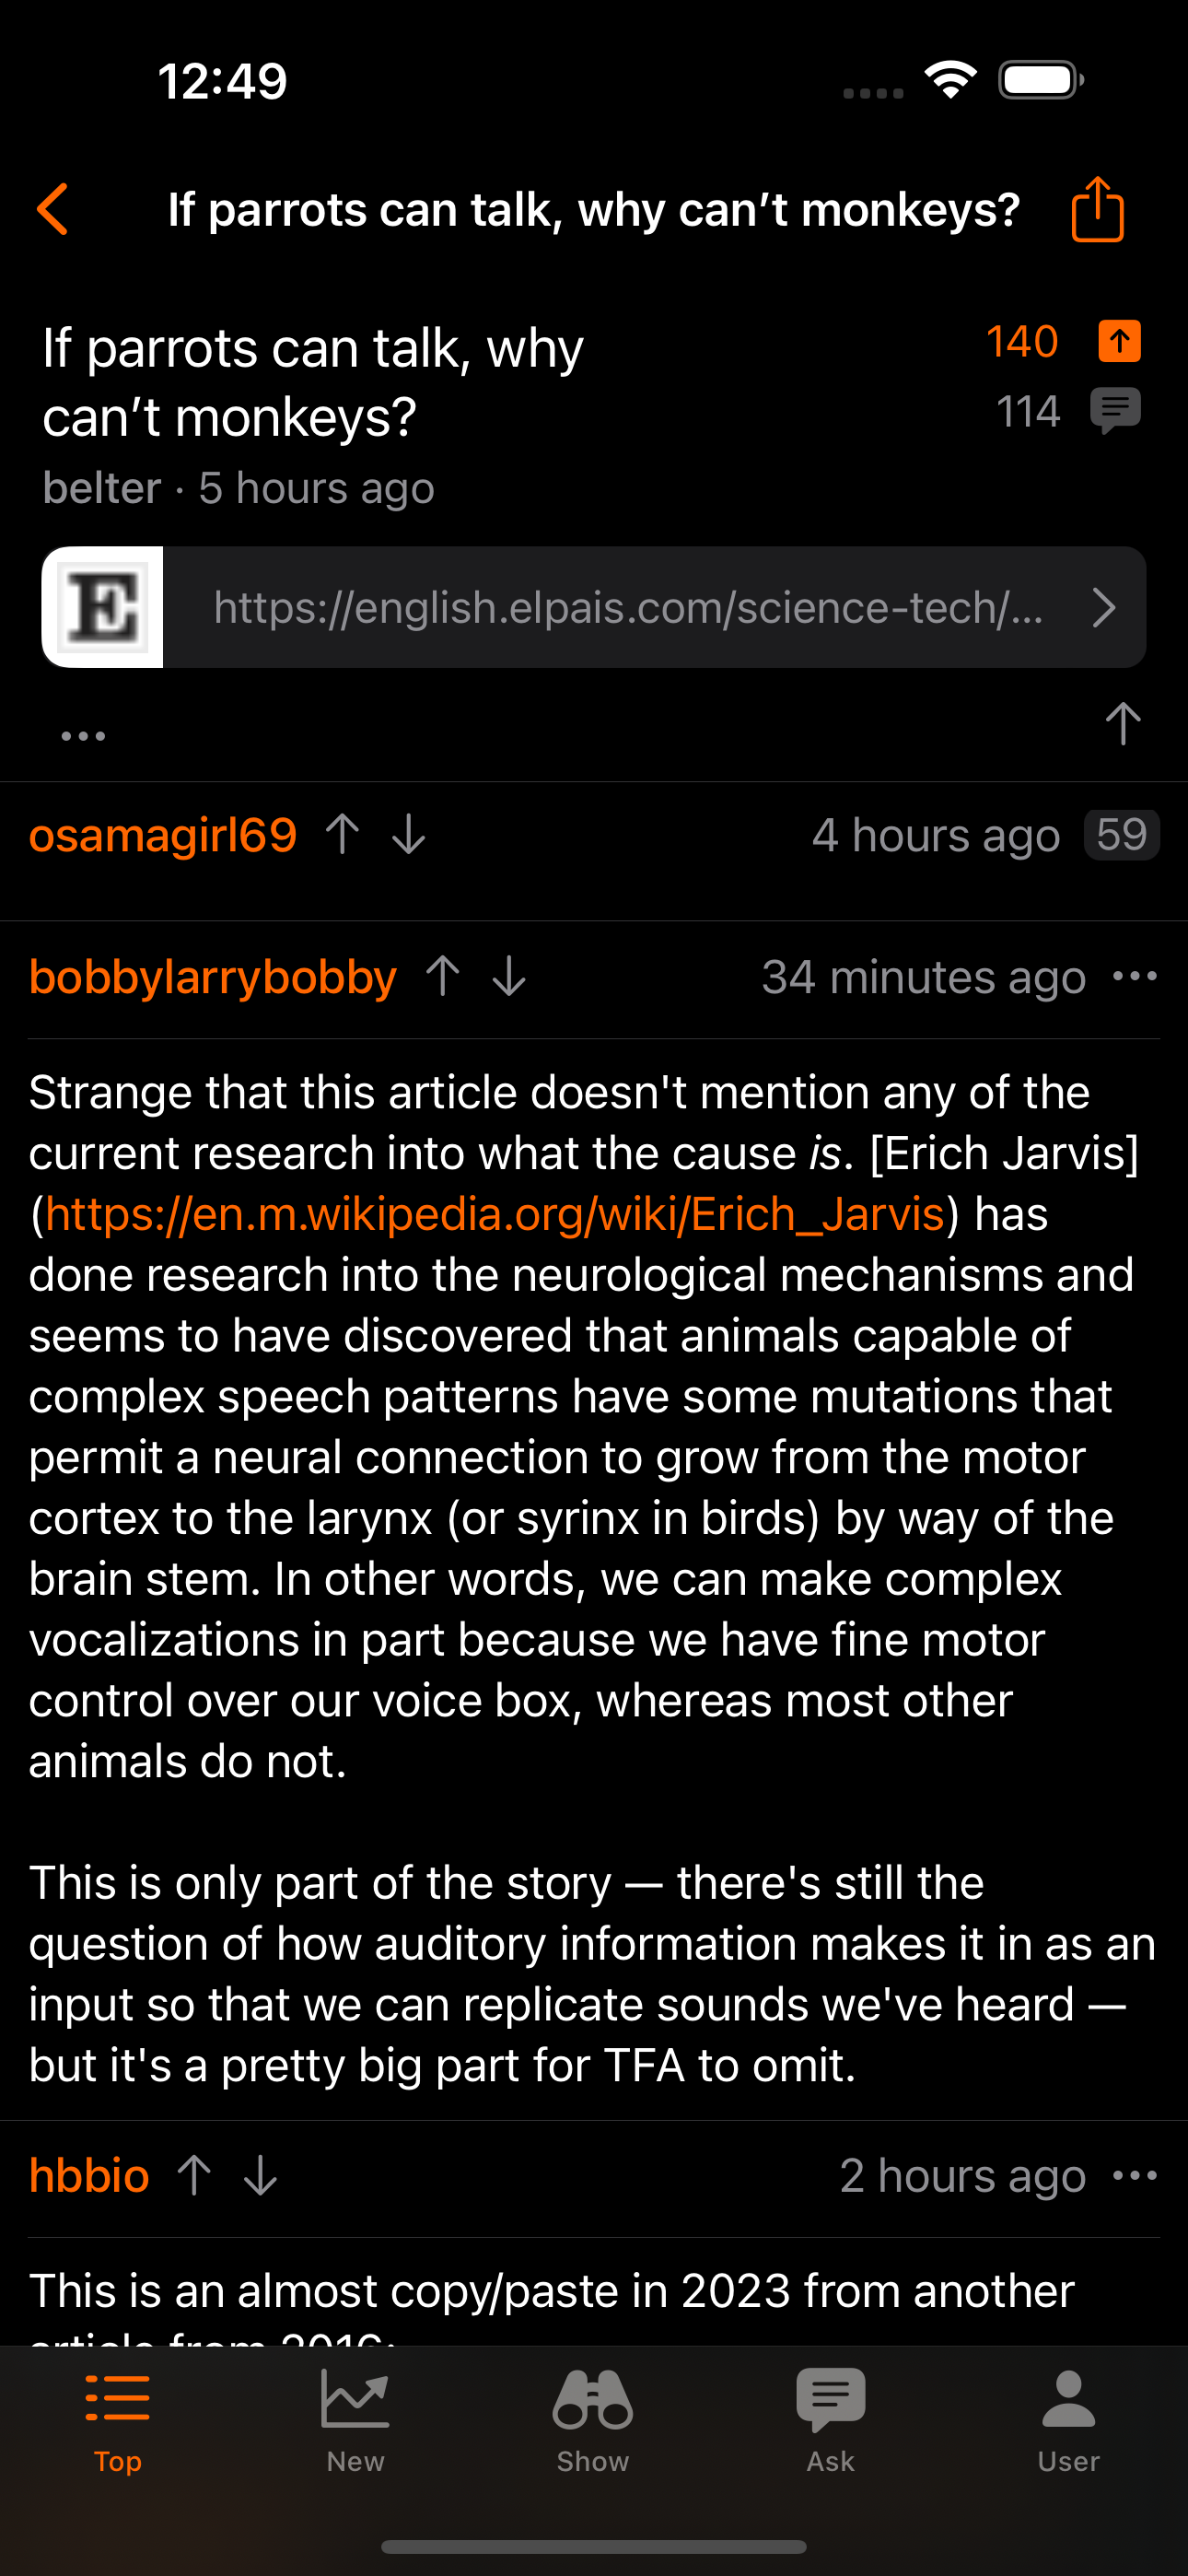 12:49
If parrots can talk, why can’t monkeys?
If parrots can talk, why
can’t monkeys?
140
114
belter · 5 hours ago
E
https://english.elpais.com/science-tech/...
osamagirl69
4 hours ago 59
bobbylarrybobby
34 minutes ago
Strange that this article doesn't mention any of the
current research into what the cause is. [Erich Jarvis]
(https://en.m.wikipedia.org/wiki/Erich_Jarvis) has
done research into the neurological mechanisms and
seems to have discovered that animals capable of
complex speech patterns have some mutations that
permit a neural connection to grow from the motor
cortex to the larynx (or syrinx in birds) by way of the
brain stem. In other words, we can make complex
vocalizations in part because we have fine motor
control over our voice box, whereas most other
animals do not.
This is only part of the story — there's still the
question of how auditory information makes it in as an
input so that we can replicate sounds we've heard —
but it's a pretty big part for TFA to omit.
hbbio
2 hours ago
This is an almost copy/paste in 2023 from another
article from 2016:
Top
New
Show
Ask
User